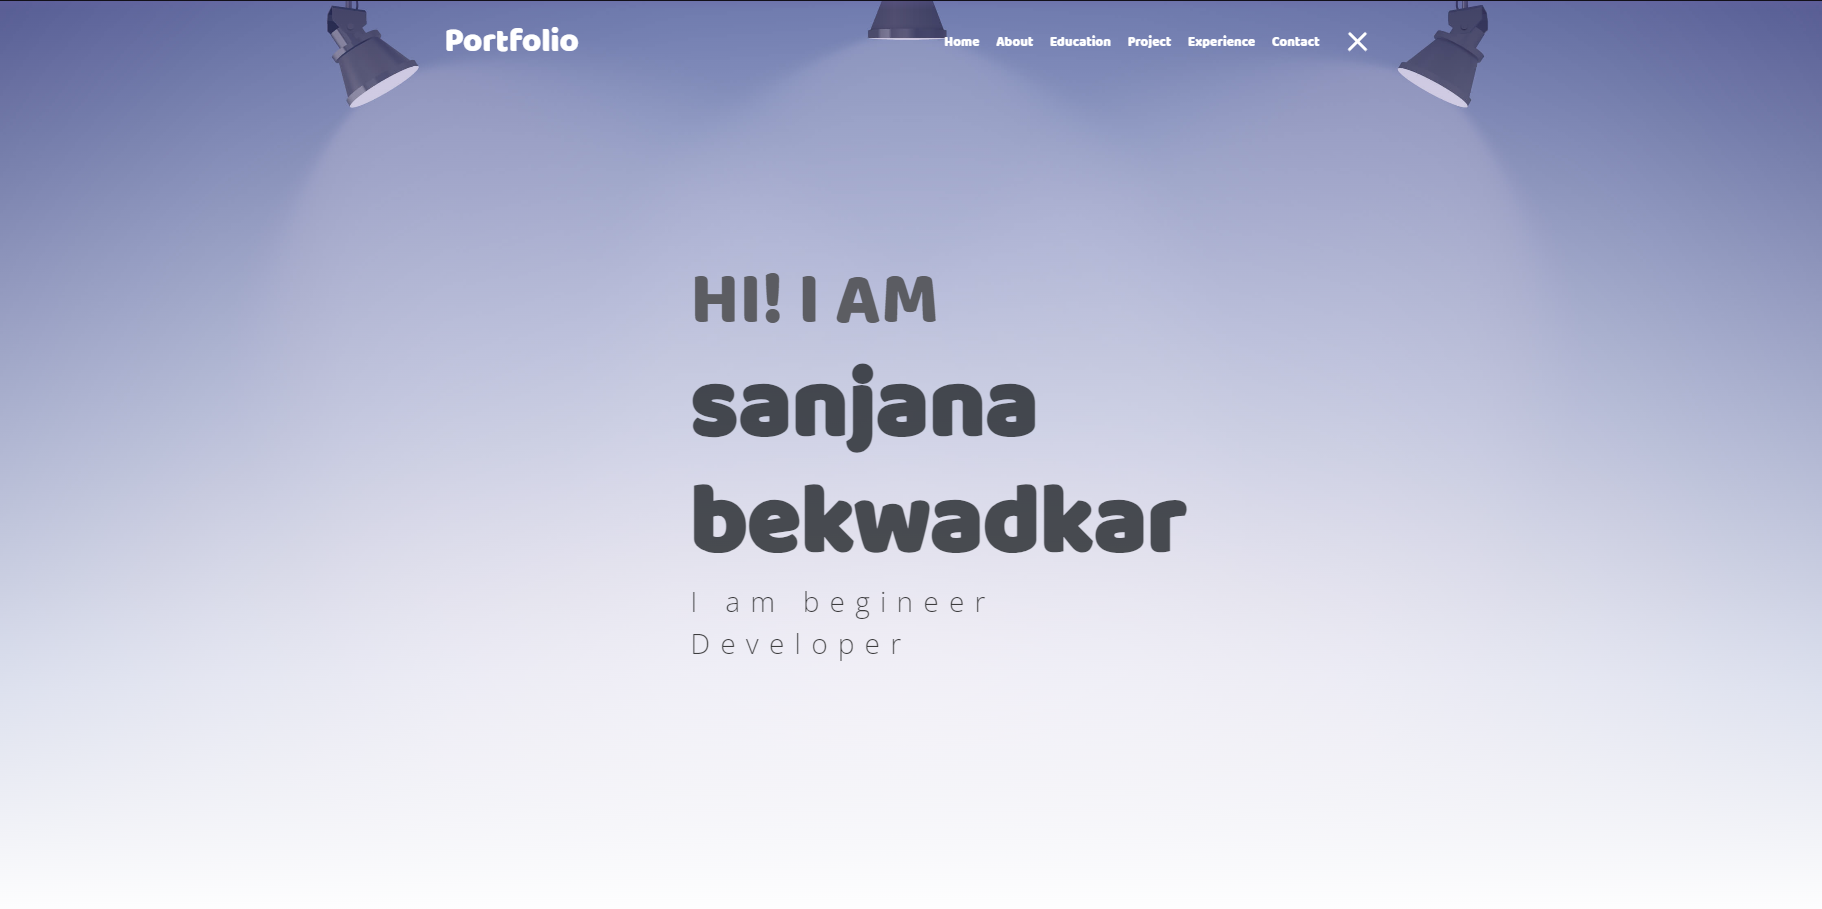 Portfolio
Home About Education Project Experience Contact
HI! I AM
sanjana
bekwadkar
I am begineer
Developer